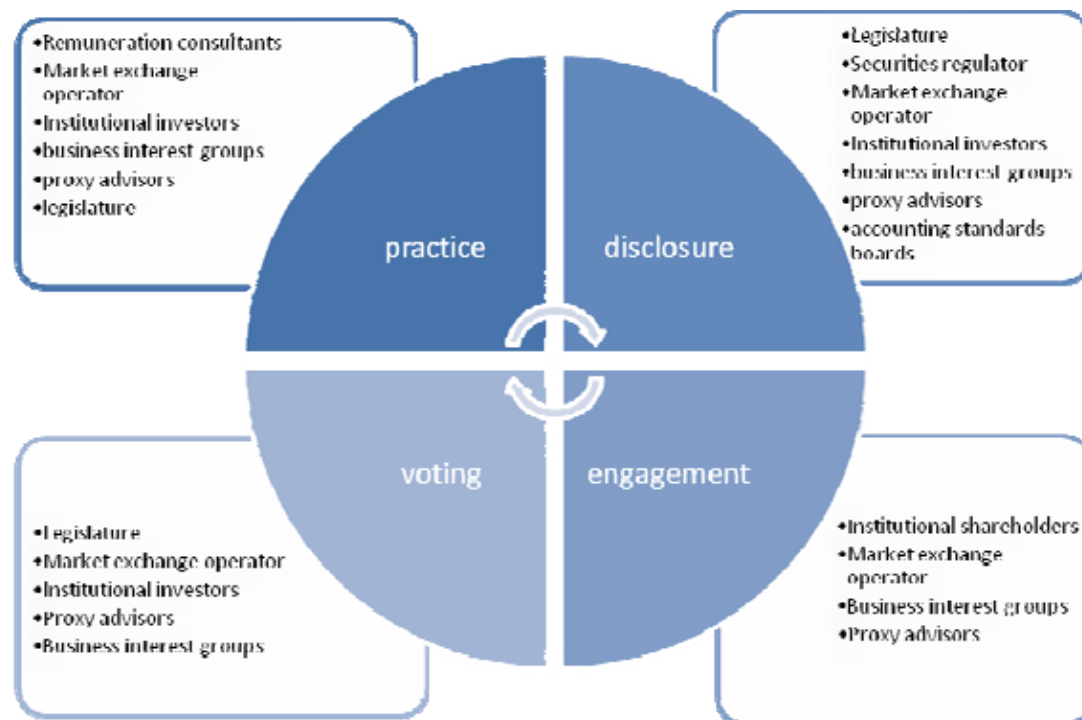 •Remuneration consultants
•Market exchange
operator
•Institutional investors
•business interest groups
•proxy advisors
•legislature
•Legislature
•Securities regulator
•Market exchange
operator
•Institutional investors
•business interest groups
•proxy advisors
•accounting standards
boards
practice
disclosure
voting
engagement
•Legislature
•Market exchange operator
•Institutional investors
•Proxy advisors
•Business interest groups
•Institutional shareholders
•Market exchange
operator
•Business interest groups
•Proxy advisors